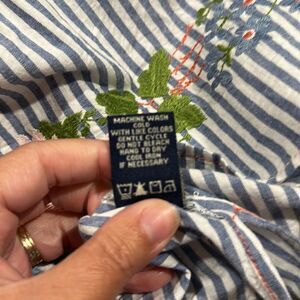 MACHINE WASH
COLD
WITH LIKE COLORS
GENTLE CYCLE
DO NOT BLEACH
HANG TO DRY
COOL IRON
IF NECESSARY